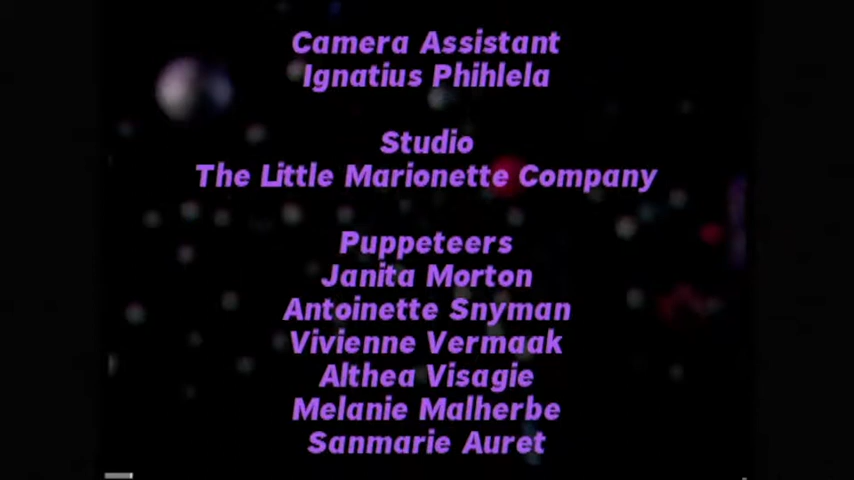 Camera Assistant
Ignatius Phihlela
Studio
The Little Marionette Company
Puppeteers
Janita Morton
Antoinette Snyman
Vivienne Vermaak
Althea Visagie
Melanie Malherbe
Sanmarie Auret